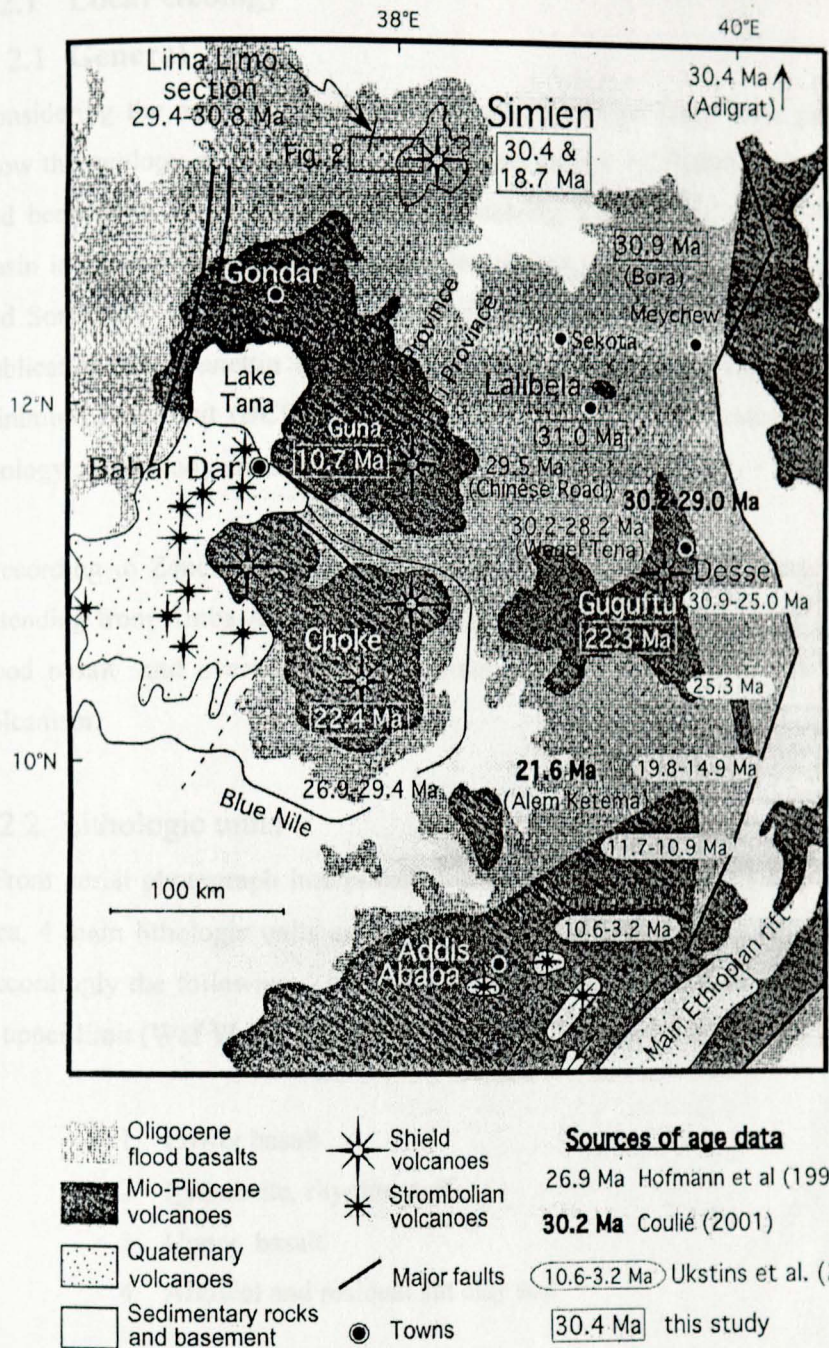 38°E
40°E
Lima Limo
section
29.4-30.8 Ma
30.4 Ma
(Adigrat)
Simien
Fig. 2
30.4 &
18.7 Ma
30.9 Ma
(Bora)
Gondar
Meychew
Province
Province
Sekota
Lake
Tana
Lalibela
12°N
Guna
31.0 Ma
Bahar Dar
10.7 Ma
29.5 Ma
(Chinese Road)
30.2-29.0 Ma
30.2-28.2 Ma
(Wegel Tena)
Desse
Guguftu
30.9-25.0 Ma
Choke
22.3 Ma
25.3 Ma
22.4 Ma
10°N
21.6 Ma
19.8-14.9 Ma
26.9-29.4 Ma
(Alem Ketema)
Blue Nile
11.7-10.9 Ma
100 km
10.6-3.2 Ma
Addis
Ababa
Main Ethiopian rift
Oligocene
flood basalts
Mio-Pliocene
volcanoes
Quaternary
volcanoes
Sedimentary rocks
and basement
Shield
volcanoes
Strombolian
volcanoes
Major faults
Towns
Sources of age data
26.9 Ma Hofmann et al (199
30.2 Ma Coulié (2001)
10.6-3.2 Ma Ukstins et al. (
30.4 Ma this study